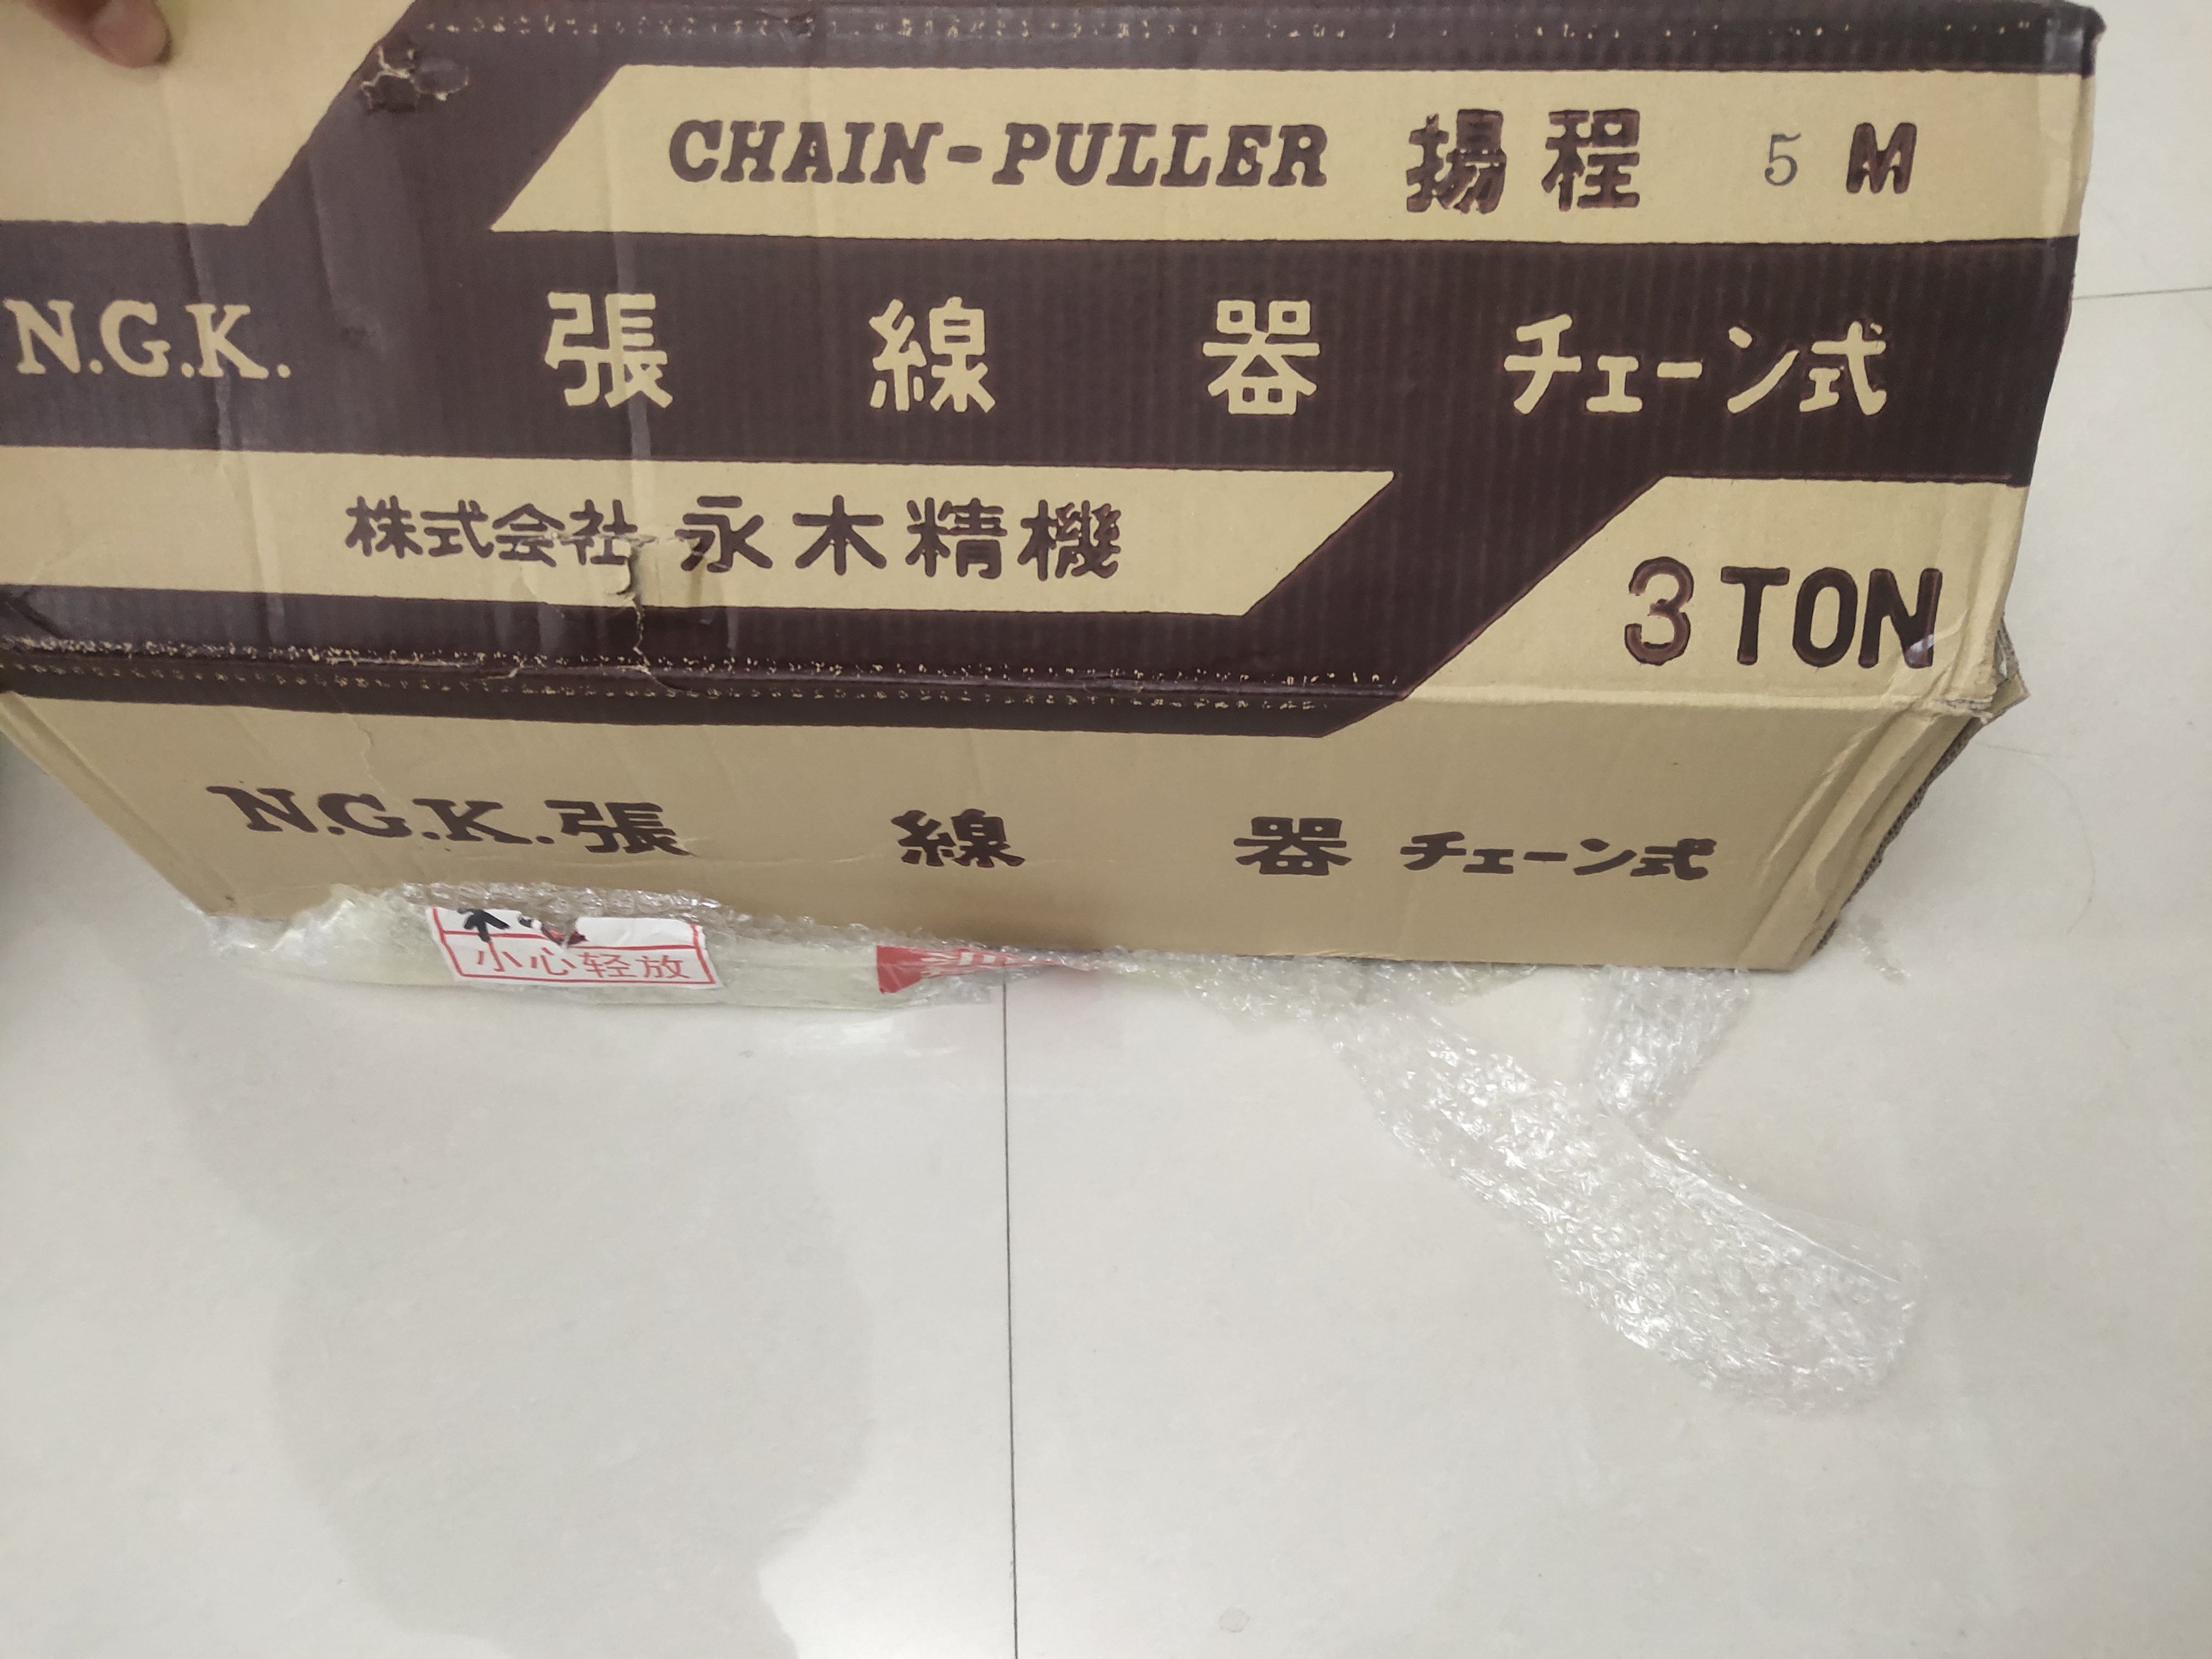 CHAIN-PULLER 揚程 5 M
N.G.K. 張線器 チェーン式
株式会社 永木精機
3 TON
N.G.K. 張線器 チェーン式
小心轻放